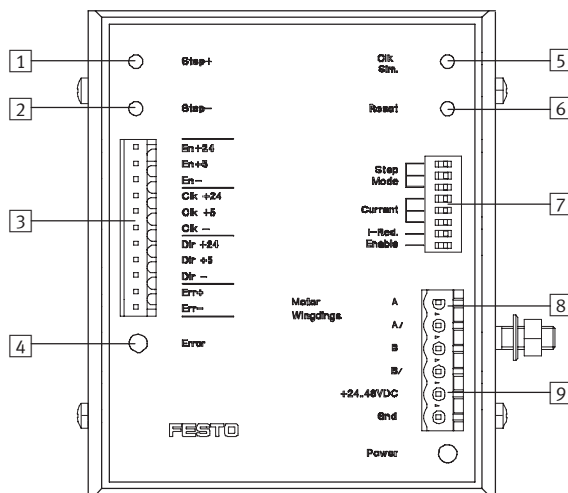 1
Step+
Clk
Sim.
5
2
Step-
Reset
6
En+24
En+5
En-
Clk +24
Clk +5
Clk -
Dir +24
Dir +5
Dir -
Err+
Err-
3
Step
Mode
Current
I-Red.
Enable
7
4
Error
Motor
Wingdings
A
A/
B
B/
+24..48VDC
Gnd
8
9
FESTO
Power